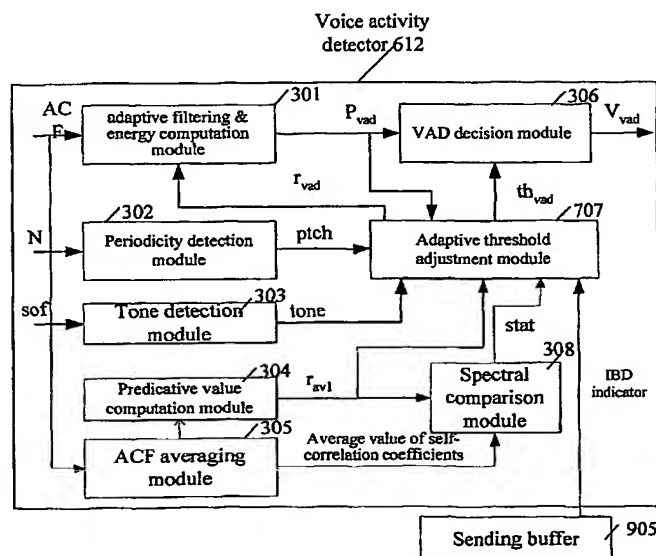 Voice activity
detector 612
AC
F
301
adaptive filtering &
energy computation
module
Pvad
306
VAD decision module
Vvad
rvad
thvad
302
N
Periodicity detection
module
ptch
707
Adaptive threshold
adjustment module
sof
303
Tone detection
module
tone
stat
304
Predicative value
computation module
rav1
308
Spectral
comparison
module
IBD
indicator
305
ACF averaging
module
Average value of self-
correlation coefficients
Sending buffer
905